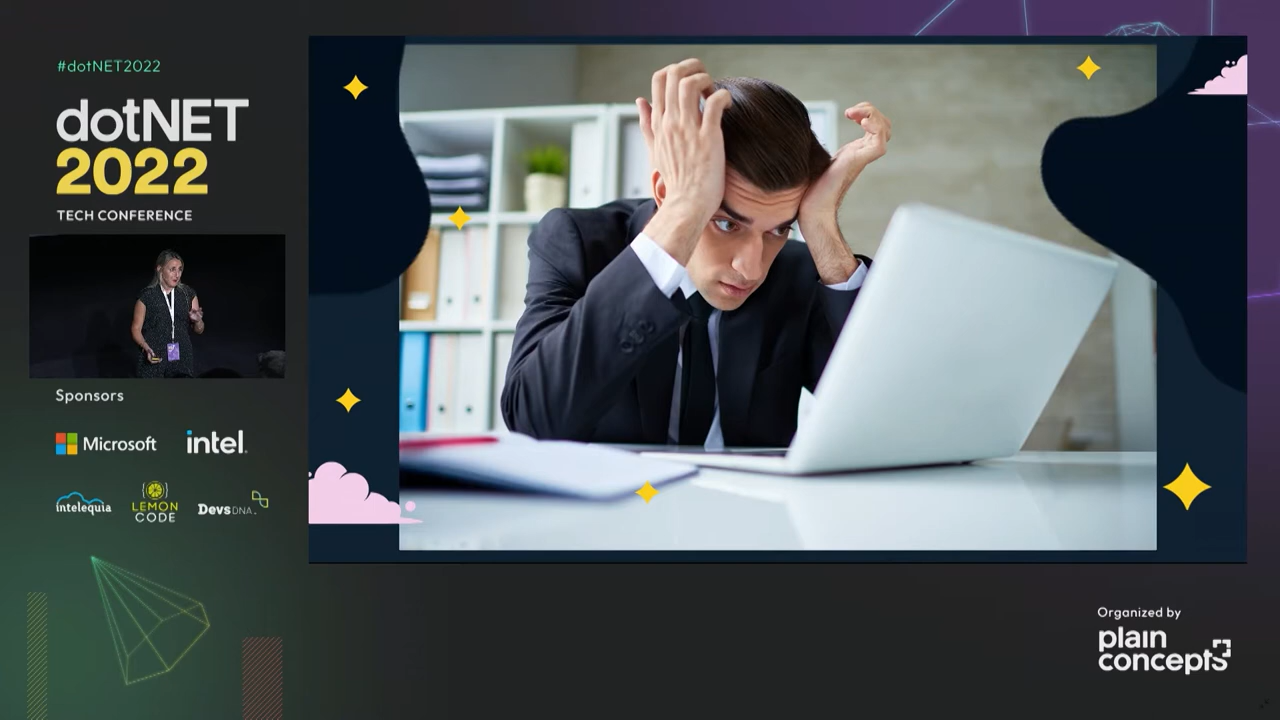 #dotNET2022
dotNET
2022
TECH CONFERENCE
Sponsors
Microsoft
intel.
intelequia
LEMON
CODE
DevsDNA
Organized by
plain
concepts